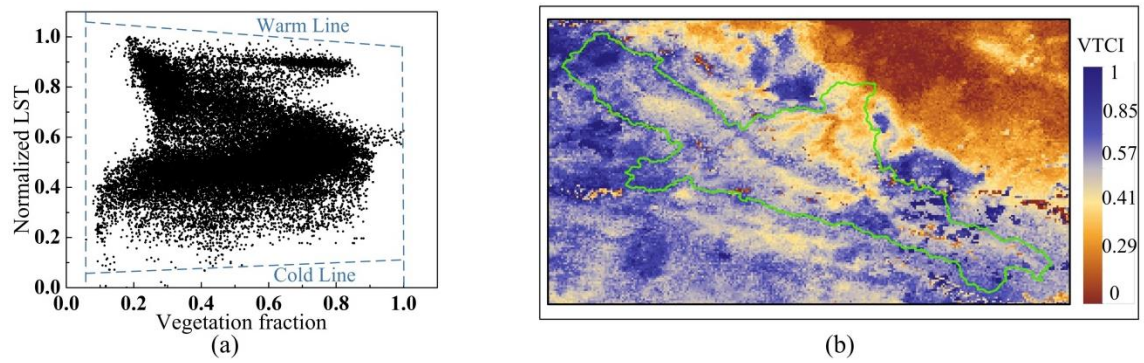 (a)
Normalized LST
1.0
0.8
0.6
0.4
0.2
0.0
Warm Line
Cold Line
0.0 0.2 0.4 0.6 0.8 1.0
Vegetation fraction
(a)
(b)
VTCI
1
0.85
0.67
0.57
0.41
0.29
0
(b)